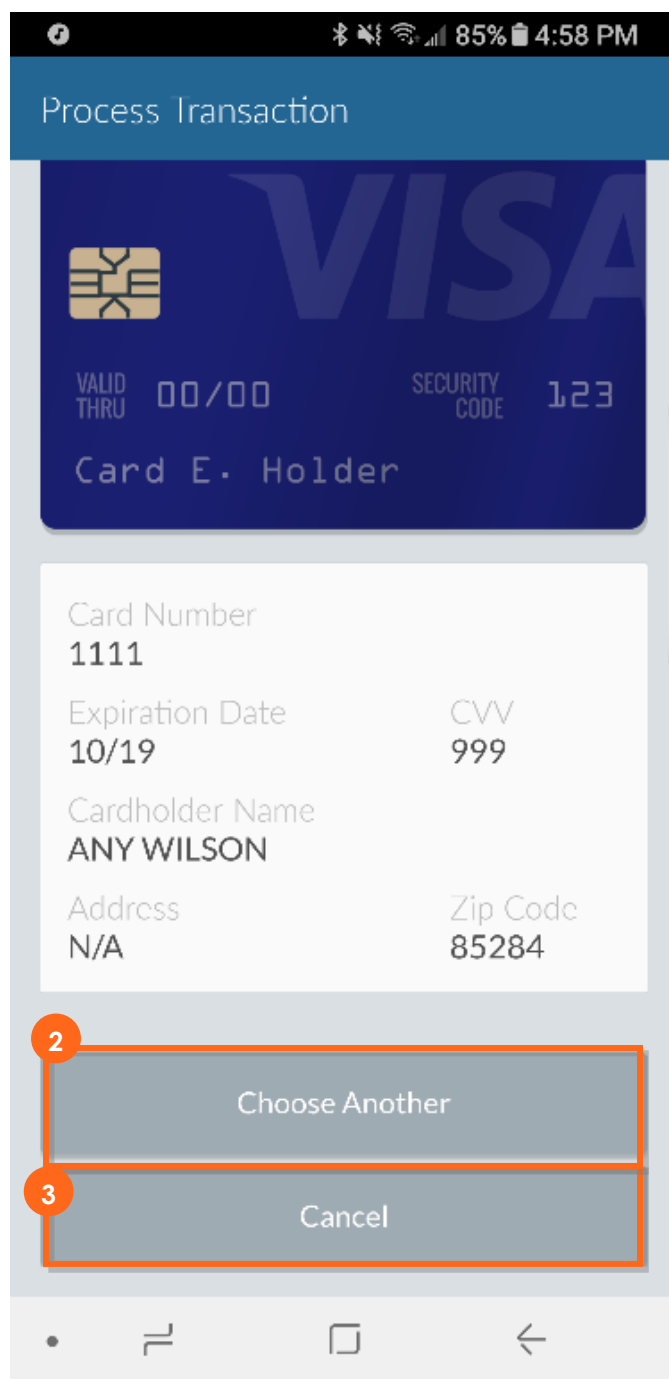 85% 4:58 PM
Process Transaction
VISA
VALID THRU 00/00 SECURITY CODE 123
Card E. Holder
Card Number
1111
Expiration Date CVV
10/19 999
Cardholder Name
ANY WILSON
Address Zip Code
N/A 85284
2
Choose Another
3
Cancel